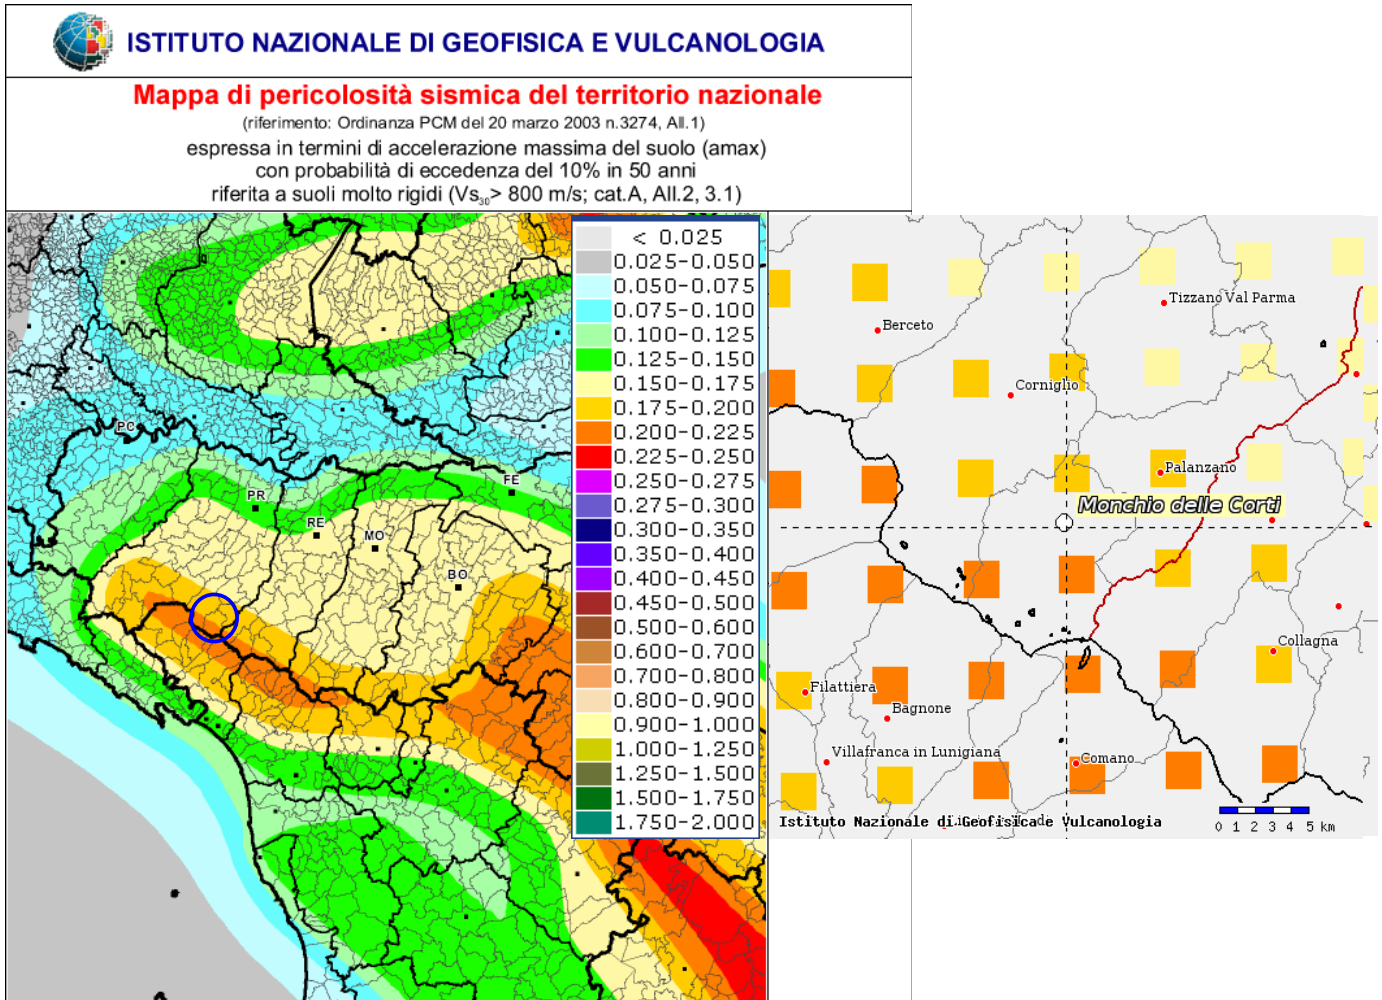 ISTITUTO NAZIONALE DI GEOFISICA E VULCANOLOGIA
Mappa di pericolosità sismica del territorio nazionale
(riferimento: Ordinanza PCM del 20 marzo 2003 n.3274, All.1)
espressa in termini di accelerazione massima del suolo (amax)
con probabilità di eccedenza del 10% in 50 anni
riferita a suoli molto rigidi (Vs₃₀> 800 m/s; cat.A, All.2, 3.1)
PC
PR
RE
MO
BO
FE
< 0.025
0.025-0.050
0.050-0.075
0.075-0.100
0.100-0.125
0.125-0.150
0.150-0.175
0.175-0.200
0.200-0.225
0.225-0.250
0.250-0.275
0.275-0.300
0.300-0.350
0.350-0.400
0.400-0.450
0.450-0.500
0.500-0.600
0.600-0.700
0.700-0.800
0.800-0.900
0.900-1.000
1.000-1.250
1.250-1.500
1.500-1.750
1.750-2.000
Tizzano Val Parma
Berceto
Corniglio
Palanzano
Monchio delle Corti
Collagna
Filattiera
Bagnone
Villafranca in Lunigiana
Comano
Istituto Nazionale di Geofisica e Vulcanologia
0 1 2 3 4 5 km